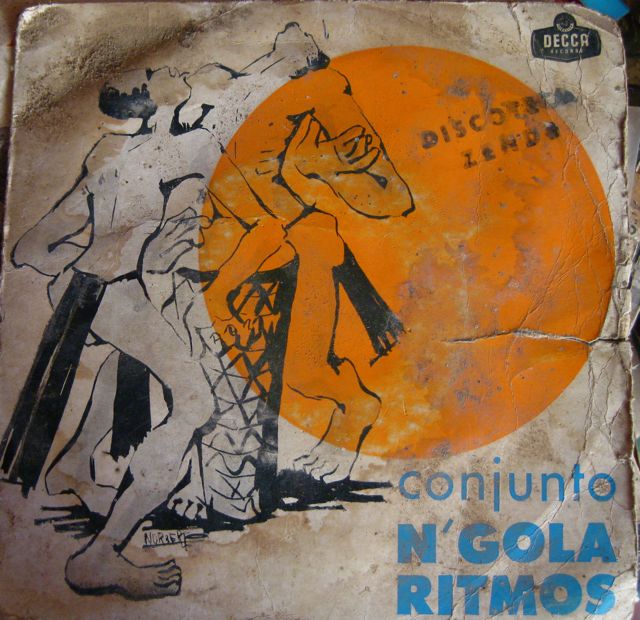 DECCA
RECORDS
DISCOTECA
ZENDA
conjunto
N'GOLA
RITMOS